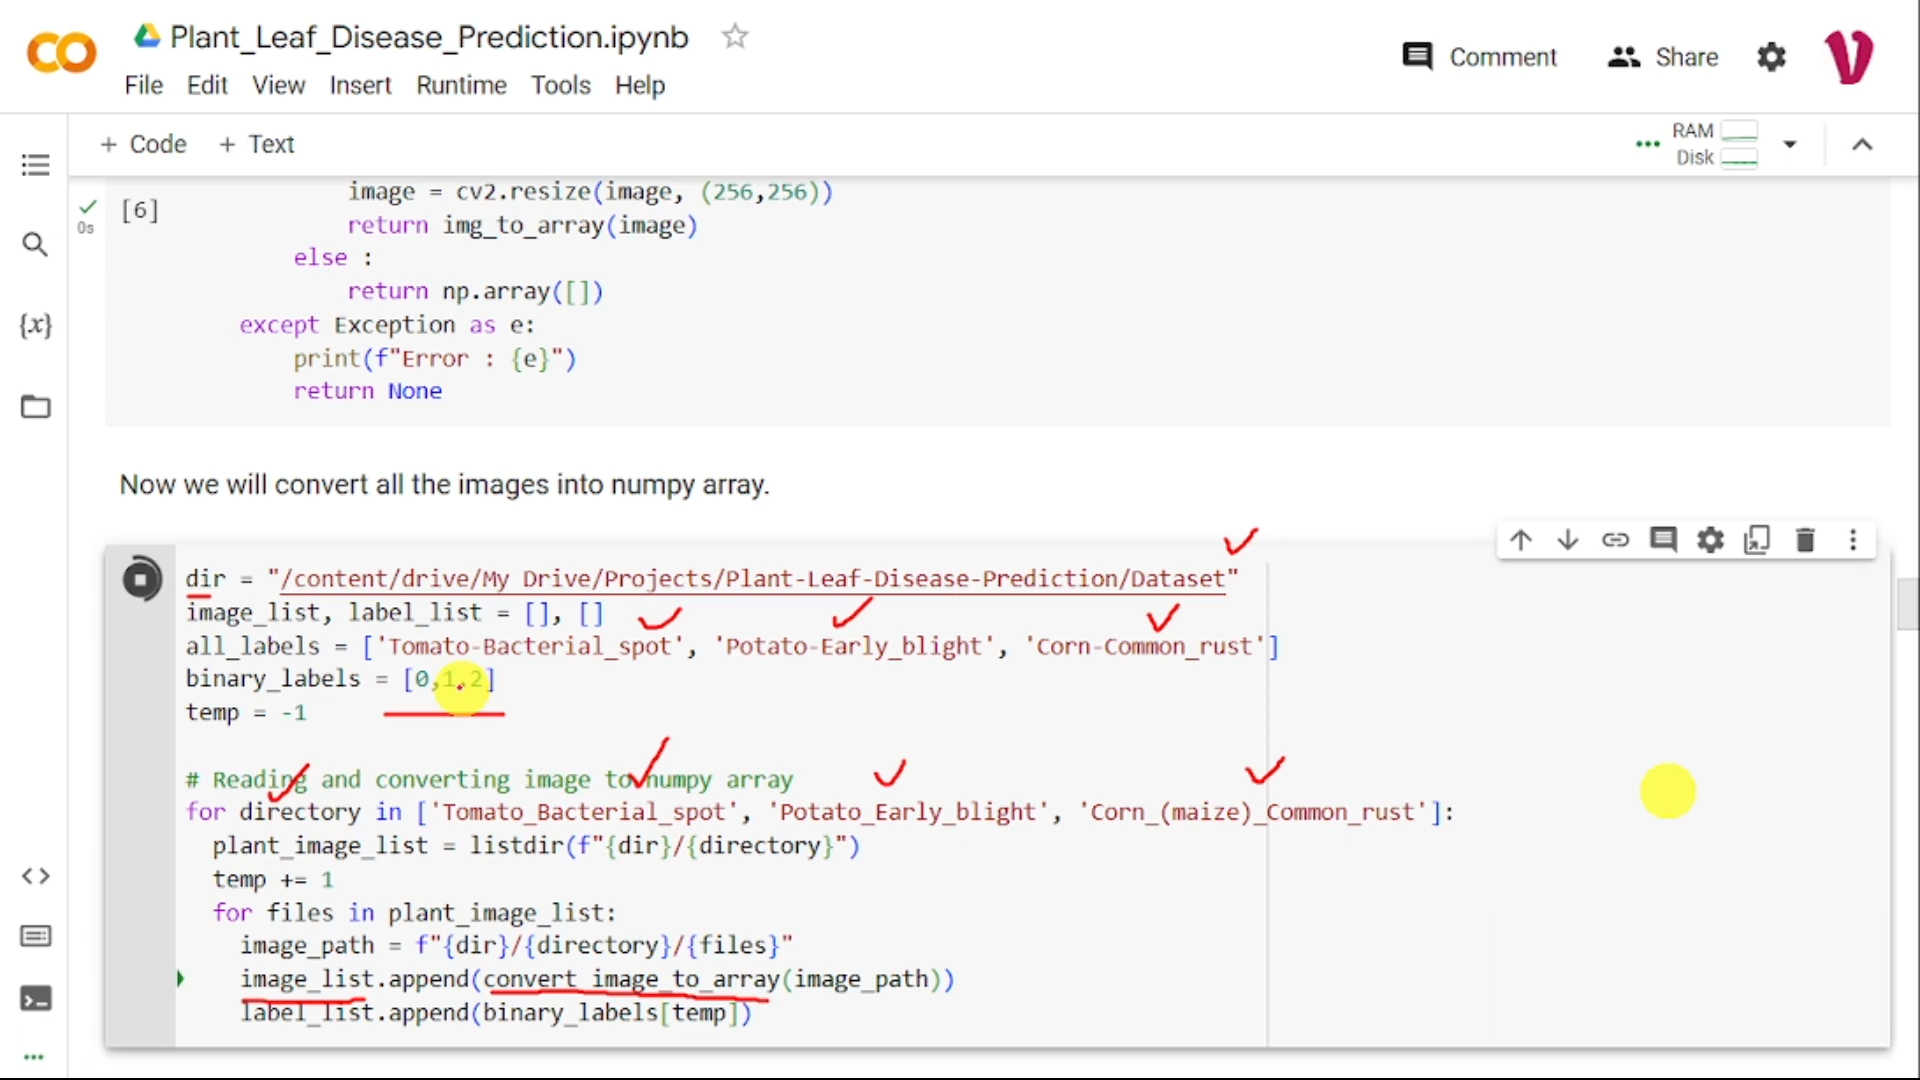 Plant_Leaf_Disease_Prediction.ipynb
File Edit View Insert Runtime Tools Help
Comment Share
+ Code + Text
RAM
Disk
0s
[6]
image = cv2.resize(image, (256,256))
return img_to_array(image)
else :
return np.array([])
except Exception as e:
print(f"Error : {e}")
return None
Now we will convert all the images into numpy array.
dir = "/content/drive/My Drive/Projects/Plant-Leaf-Disease-Prediction/Dataset"
image_list, label_list = [], []
all_labels = ['Tomato-Bacterial_spot', 'Potato-Early_blight', 'Corn-Common_rust']
binary_labels = [0,1,2]
temp = -1
# Reading and converting image to numpy array
for directory in ['Tomato_Bacterial_spot', 'Potato_Early_blight', 'Corn_(maize)_Common_rust']:
plant_image_list = listdir(f"{dir}/{directory}")
temp += 1
for files in plant_image_list:
image_path = f"{dir}/{directory}/{files}"
image_list.append(convert_image_to_array(image_path))
label_list.append(binary_labels[temp])